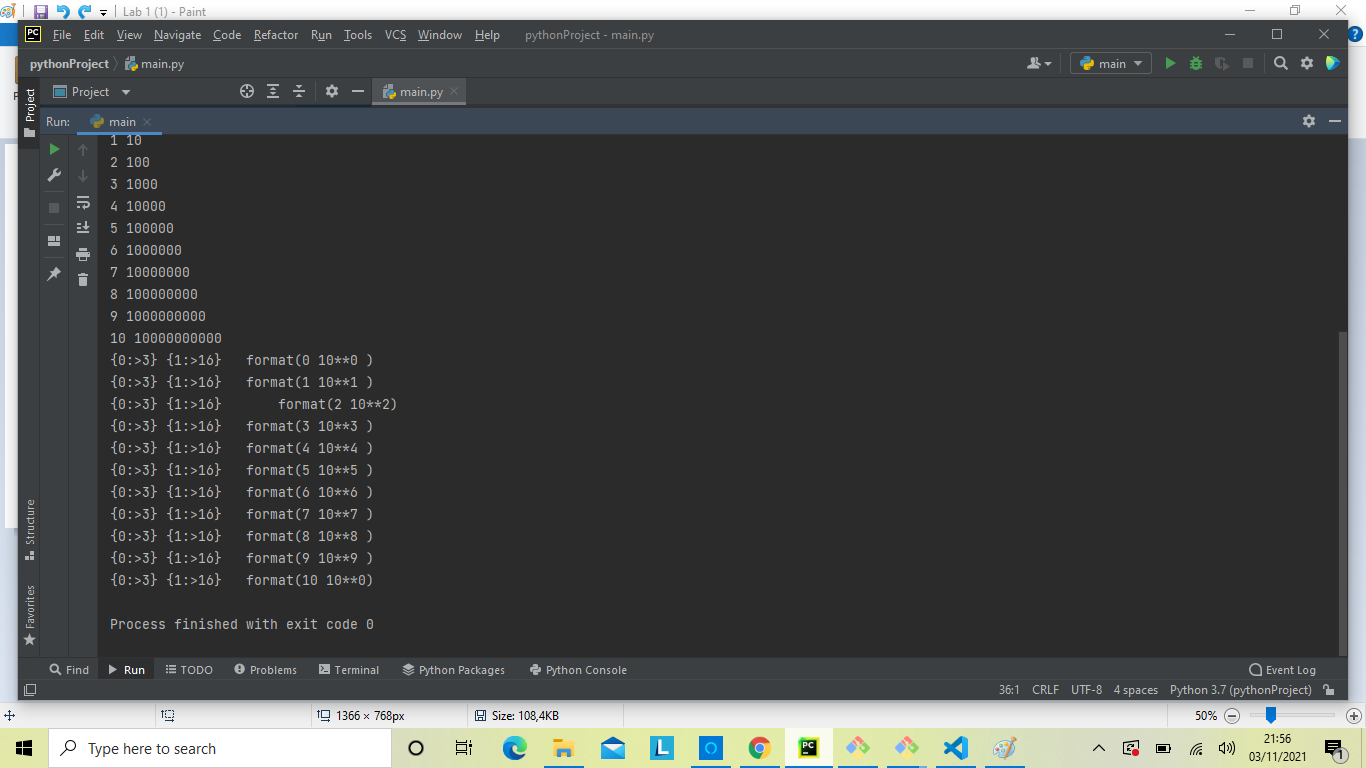 Lab 1 (1) - Paint
PC File Edit View Navigate Code Refactor Run Tools VCS Window Help pythonProject - main.py
pythonProject main.py main
Project main.py
Project
Run: main
1 10
2 100
3 1000
4 10000
5 100000
6 1000000
7 10000000
8 100000000
9 1000000000
10 10000000000
{0:>3} {1:>16}   format(0 10**0 )
{0:>3} {1:>16}   format(1 10**1 )
{0:>3} {1:>16}       format(2 10**2)
{0:>3} {1:>16}   format(3 10**3 )
{0:>3} {1:>16}   format(4 10**4 )
{0:>3} {1:>16}   format(5 10**5 )
{0:>3} {1:>16}   format(6 10**6 )
{0:>3} {1:>16}   format(7 10**7 )
{0:>3} {1:>16}   format(8 10**8 )
{0:>3} {1:>16}   format(9 10**9 )
{0:>3} {1:>16}   format(10 10**0)
Process finished with exit code 0
Structure
Favorites
Find Run TODO Problems Terminal Python Packages Python Console Event Log
36:1 CRLF UTF-8 4 spaces Python 3.7 (pythonProject)
1366 × 768px Size: 108,4KB 50%
Type here to search
L
PC
21:56
03/11/2021
1